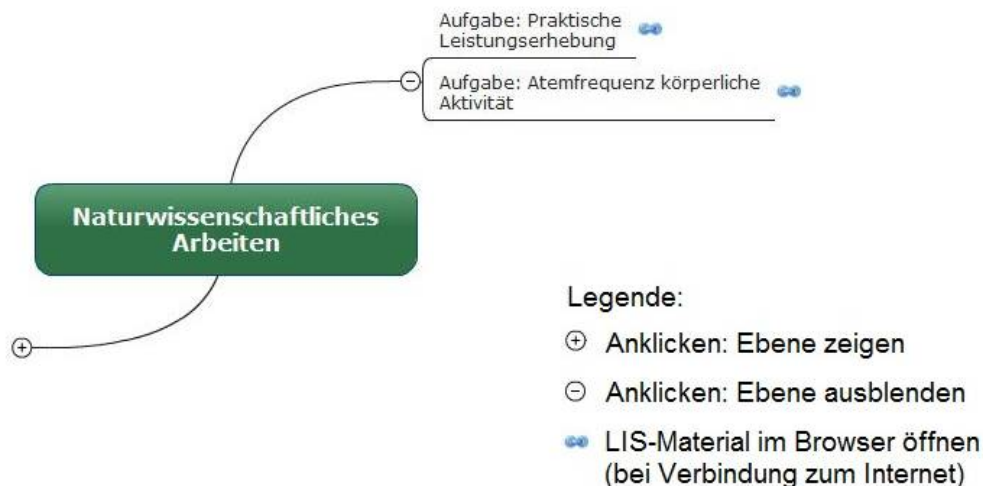 Aufgabe: Praktische
Leistungserhebung
Aufgabe: Atemfrequenz körperliche
Aktivität
Naturwissenschaftliches
Arbeiten
Legende:
Anklicken: Ebene zeigen
Anklicken: Ebene ausblenden
LIS-Material im Browser öffnen
(bei Verbindung zum Internet)